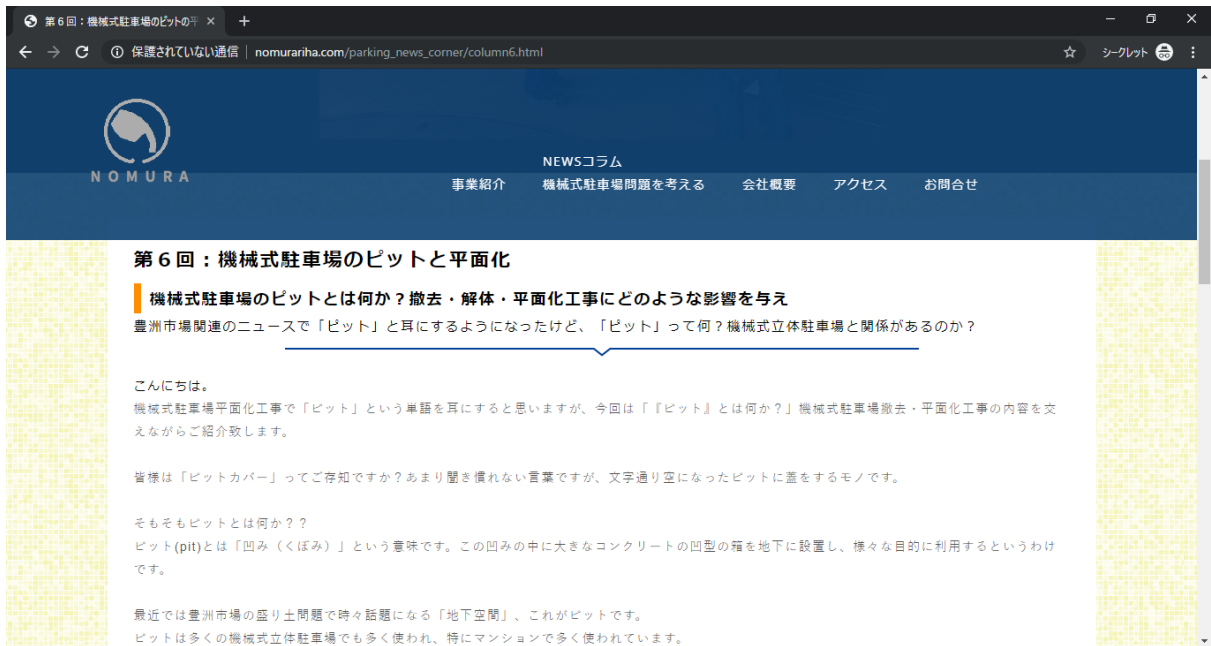 第6回：機械式駐車場のピットの平
保護されていない通信 | nomurariha.com/parking_news_corner/column6.html
シークレット
NOMURA
NEWSコラム
事業紹介 機械式駐車場問題を考える 会社概要 アクセス お問合せ
第６回：機械式駐車場のピットと平面化
機械式駐車場のピットとは何か？撤去・解体・平面化工事にどのような影響を与え
豊洲市場関連のニュースで「ピット」と耳にするようになったけど、「ピット」って何？機械式立体駐車場と関係があるのか？
こんにちは。
機械式駐車場平面化工事で「ピット」という単語を耳にすると思いますが、今回は「『ピット』とは何か？」機械式駐車場撤去・平面化工事の内容を交
えながらご紹介致します。
皆様は「ピットカバー」ってご存知ですか？あまり聞き慣れない言葉ですが、文字通り空になったピットに蓋をするモノです。
そもそもピットとは何か？？
ピット(pit)とは「凹み（くぼみ）」という意味です。この凹みの中に大きなコンクリートの凹型の箱を地下に設置し、様々な目的に利用するというわけ
です。
最近では豊洲市場の盛り土問題で時々話題になる「地下空間」、これがピットです。
ピットは多くの機械式立体駐車場でも多く使われ、特にマンションで多く使われています。